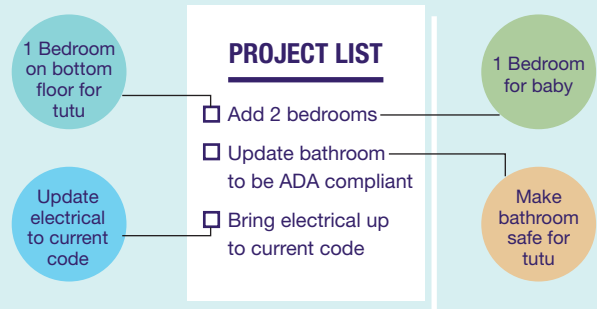 1 Bedroom
on bottom
floor for
tutu
Update
electrical
to current
code
PROJECT LIST
Add 2 bedrooms
Update bathroom
to be ADA compliant
Bring electrical up
to current code
1 Bedroom
for baby
Make
bathroom
safe for
tutu